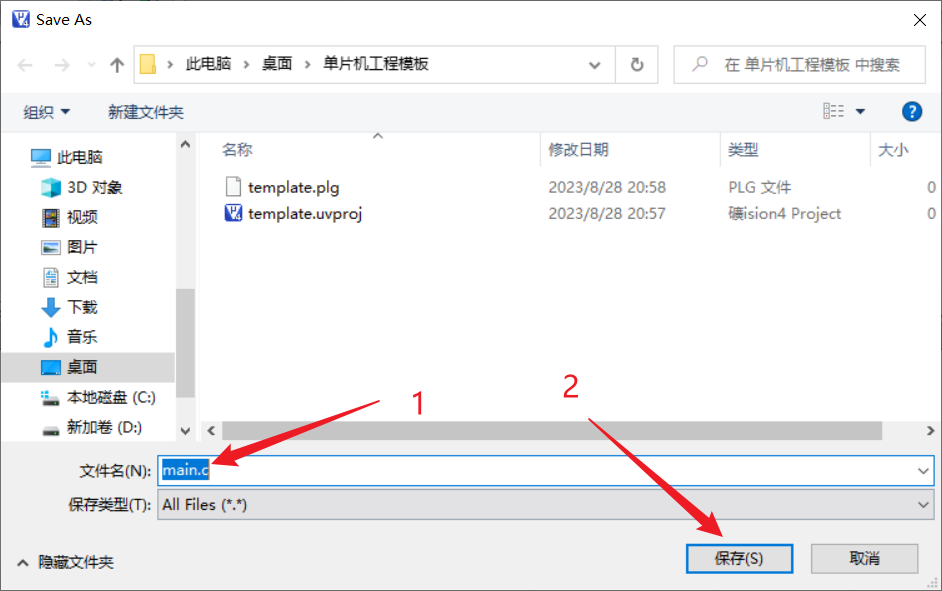 Save As
此电脑 › 桌面 › 单片机工程模板
在 单片机工程模板 中搜索
组织
新建文件夹
?
名称 修改日期 类型 大小
template.plg 2023/8/28 20:58 PLG 文件 0
template.uvproj 2023/8/28 20:57 礦ision4 Project 0
此电脑
3D 对象
视频
图片
文档
下载
音乐
桌面
本地磁盘 (C:)
新加卷 (D:)
1
2
文件名(N): main.c
保存类型(T): All Files (*.*)
隐藏文件夹
保存(S)
取消